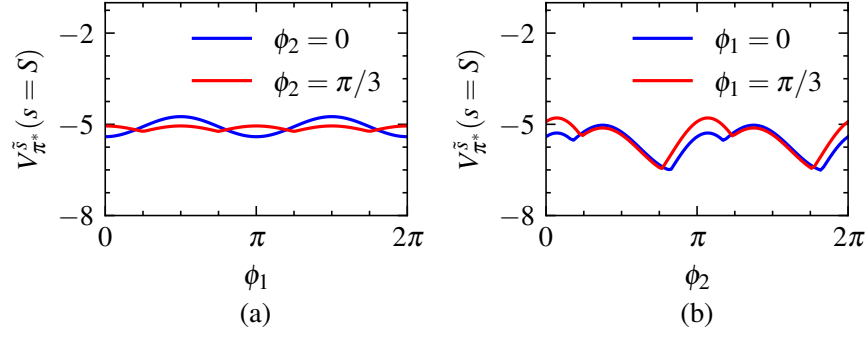 −2
−5
−8
V^{s̃}_{π*}(s = S)
ϕ₂ = 0
ϕ₂ = π/3
0
π
2π
ϕ₁
(a)
−2
−5
−8
V^{s̃}_{π*}(s = S)
ϕ₁ = 0
ϕ₁ = π/3
0
π
2π
ϕ₂
(b)